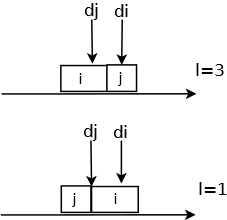 dj di
i j l=3
dj di
j i l=1